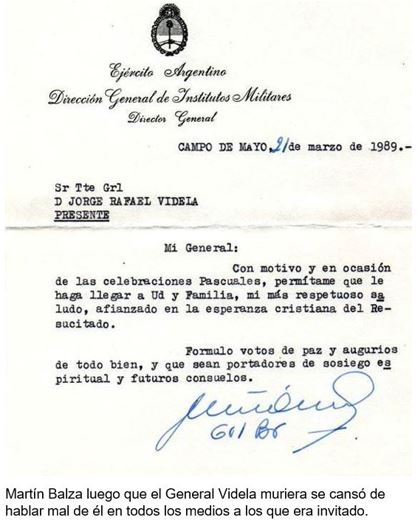 Ejército Argentino
Dirección General de Institutos Militares
Director General
CAMPO DE MAYO, 21/de marzo de 1989.-
Sr Tte Grl
D JORGE RAFAEL VIDELA
PRESENTE
Mi General:
Con motivo y en ocasión
de las celebraciones Pascuales, permítame que le
haga llegar a Ud y Familia, mi más respetuoso sa
ludo, afianzado en la esperanza cristiana del Re-
sucitado.
Formulo votos de paz y augurios
de todo bien, y que sean portadores de sosiego es
piritual y futuros consuelos.
Martín Balza luego que el General Videla muriera se cansó de
hablar mal de él en todos los medios a los que era invitado.